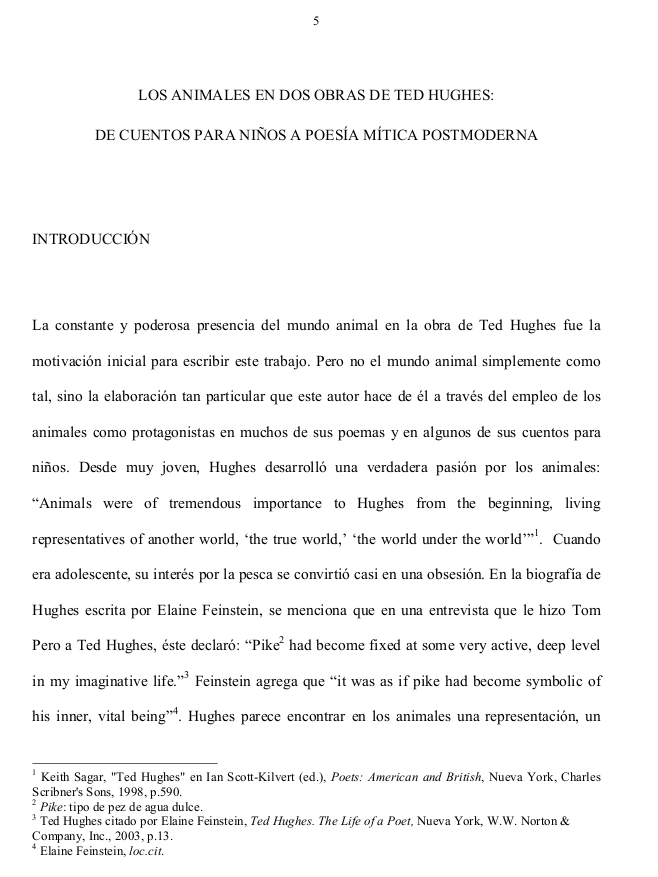 5
LOS ANIMALES EN DOS OBRAS DE TED HUGHES:
DE CUENTOS PARA NIÑOS A POESÍA MÍTICA POSTMODERNA
INTRODUCCIÓN
La constante y poderosa presencia del mundo animal en la obra de Ted Hughes fue la
motivación inicial para escribir este trabajo. Pero no el mundo animal simplemente como
tal, sino la elaboración tan particular que este autor hace de él a través del empleo de los
animales como protagonistas en muchos de sus poemas y en algunos de sus cuentos para
niños. Desde muy joven, Hughes desarrolló una verdadera pasión por los animales:
“Animals were of tremendous importance to Hughes from the beginning, living
representatives of another world, ‘the true world,’ ‘the world under the world’”1. Cuando
era adolescente, su interés por la pesca se convirtió casi en una obsesión. En la biografía de
Hughes escrita por Elaine Feinstein, se menciona que en una entrevista que le hizo Tom
Pero a Ted Hughes, éste declaró: “Pike2 had become fixed at some very active, deep level
in my imaginative life.”3 Feinstein agrega que “it was as if pike had become symbolic of
his inner, vital being”4. Hughes parece encontrar en los animales una representación, un
1 Keith Sagar, "Ted Hughes" en Ian Scott-Kilvert (ed.), Poets: American and British, Nueva York, Charles
Scribner's Sons, 1998, p.590.
2 Pike: tipo de pez de agua dulce.
3 Ted Hughes citado por Elaine Feinstein, Ted Hughes. The Life of a Poet, Nueva York, W.W. Norton &
Company, Inc., 2003, p.13.
4 Elaine Feinstein, loc.cit.